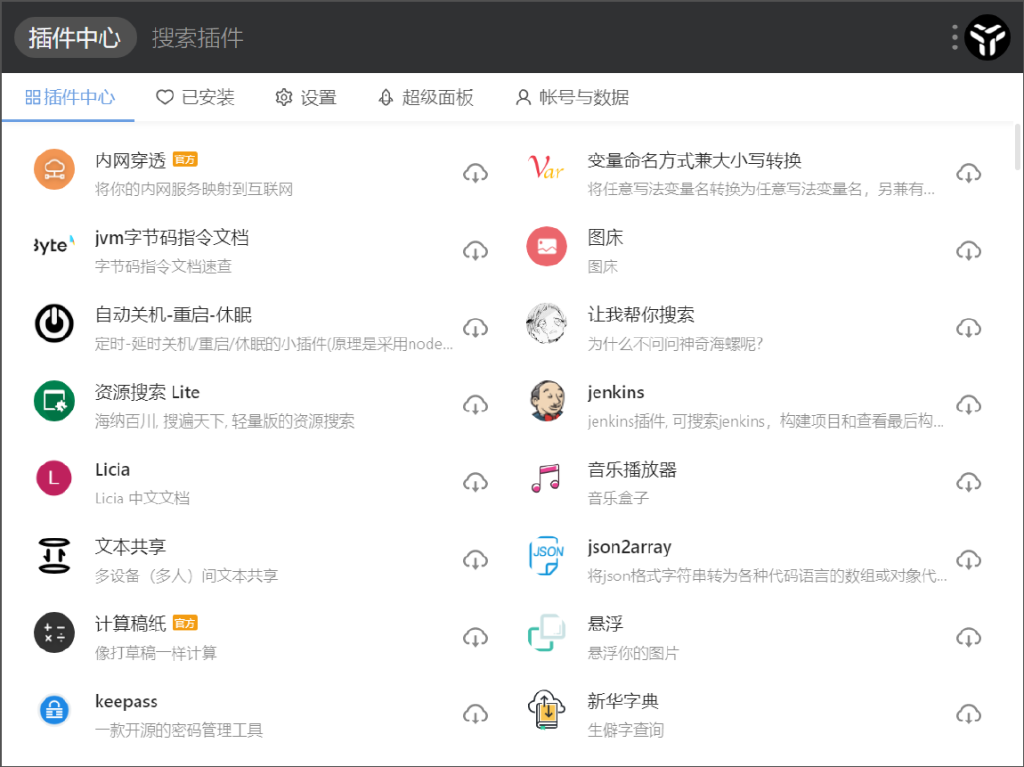 插件中心 搜索插件
插件中心 已安装 设置 超级面板 帐号与数据
内网穿透 官方
将你的内网服务映射到互联网
Var
变量命名方式兼大小写转换
将任意写法变量名转换为任意写法变量名，另兼有...
Byte
jvm字节码指令文档
字节码指令文档速查
图床
图床
自动关机-重启-休眠
定时-延时关机/重启/休眠的小插件(原理是采用node...
让我帮你搜索
为什么不问问神奇海螺呢?
资源搜索 Lite
海纳百川, 搜遍天下, 轻量版的资源搜索
jenkins
jenkins插件, 可搜索jenkins，构建项目和查看最后构...
L
Licia
Licia 中文文档
音乐播放器
音乐盒子
文本共享
多设备（多人）间文本共享
JSON
json2array
将json格式字符串转为各种代码语言的数组或对象代...
计算稿纸 官方
像打草稿一样计算
悬浮
悬浮你的图片
keepass
一款开源的密码管理工具
新华字典
生僻字查询